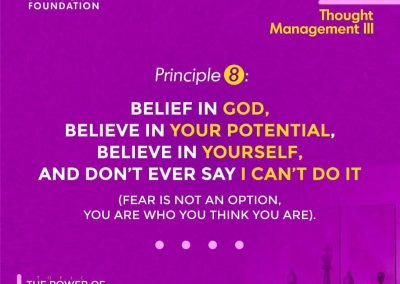 FOUNDATION
Thought
Management III
Principle 8:
BELIEF IN GOD,
BELIEVE IN YOUR POTENTIAL,
BELIEVE IN YOURSELF,
AND DON'T EVER SAY I CAN'T DO IT
(FEAR IS NOT AN OPTION,
YOU ARE WHO YOU THINK YOU ARE).
TOPIC
THE POWER OF